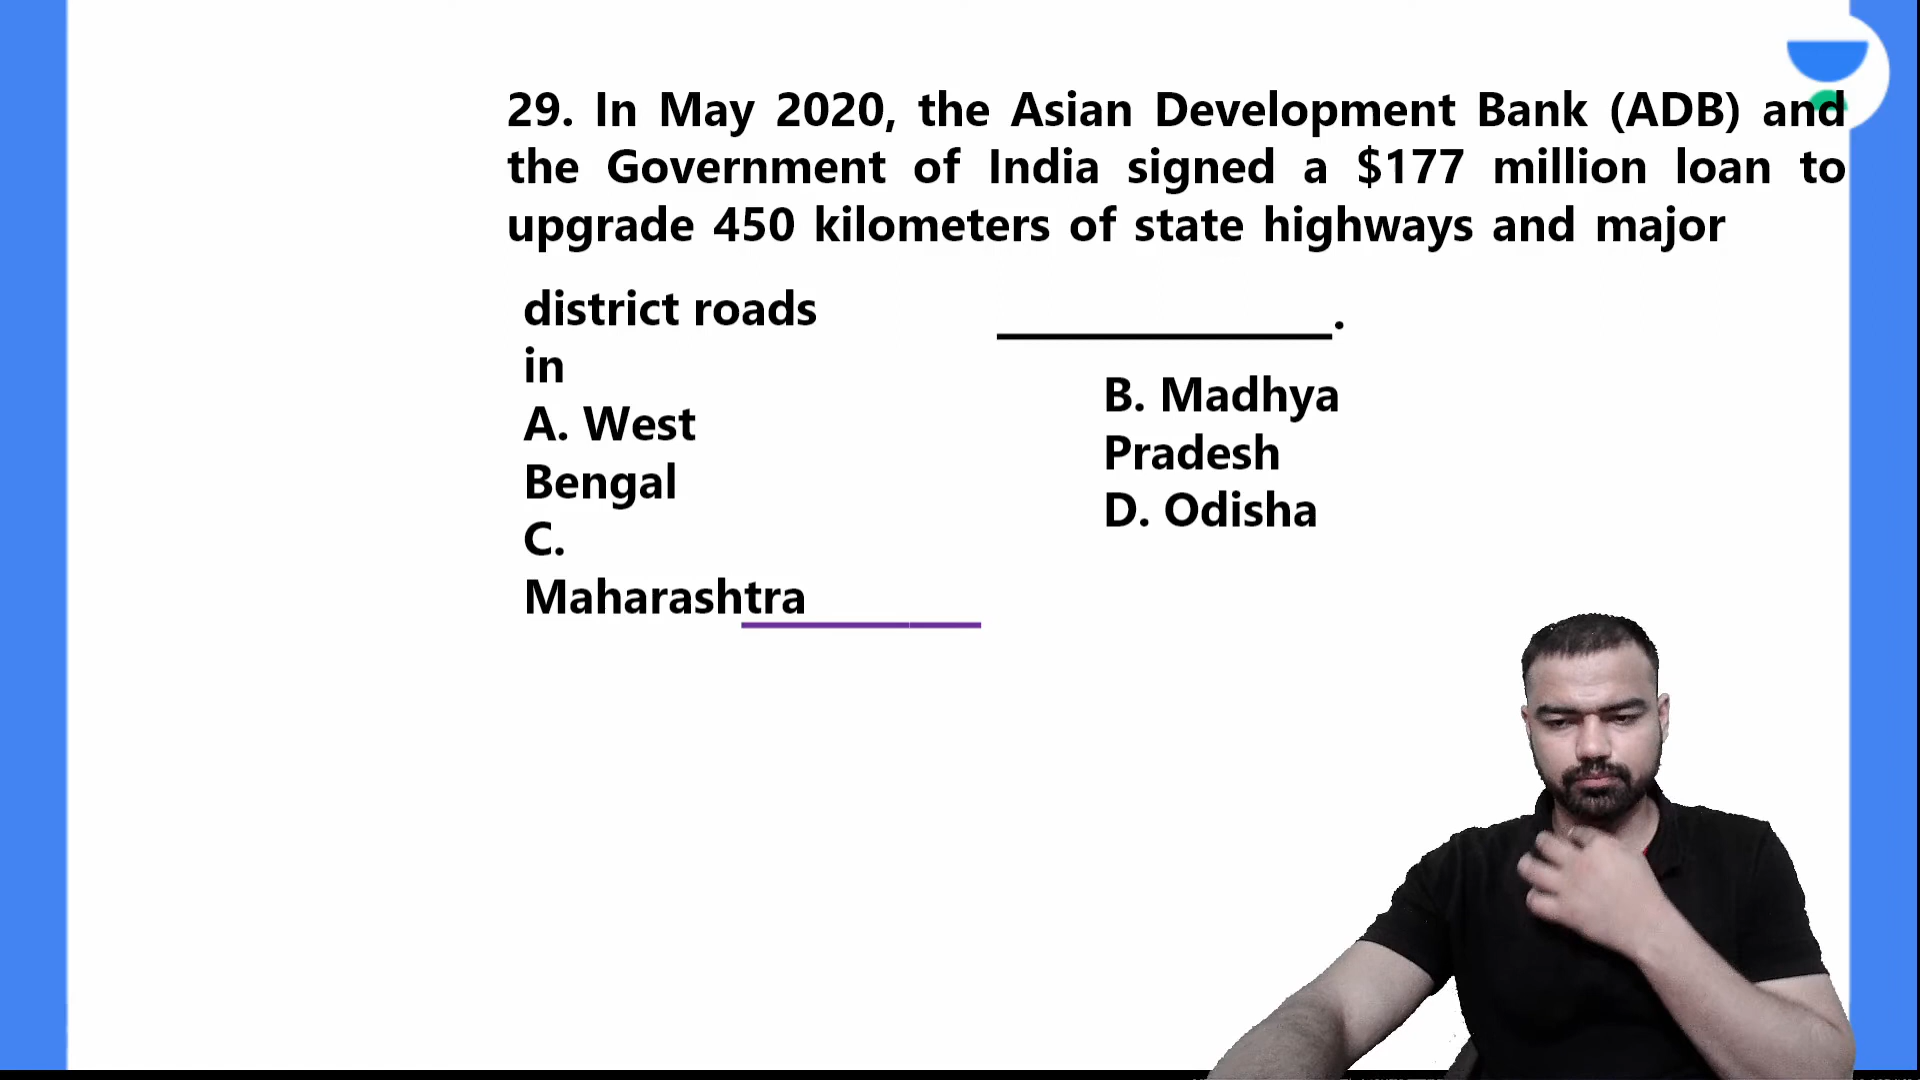 29. In May 2020, the Asian Development Bank (ADB) and
the Government of India signed a $177 million loan to
upgrade 450 kilometers of state highways and major
district roads
in
______________.
A. West
Bengal
C.
Maharashtra
B. Madhya
Pradesh
D. Odisha